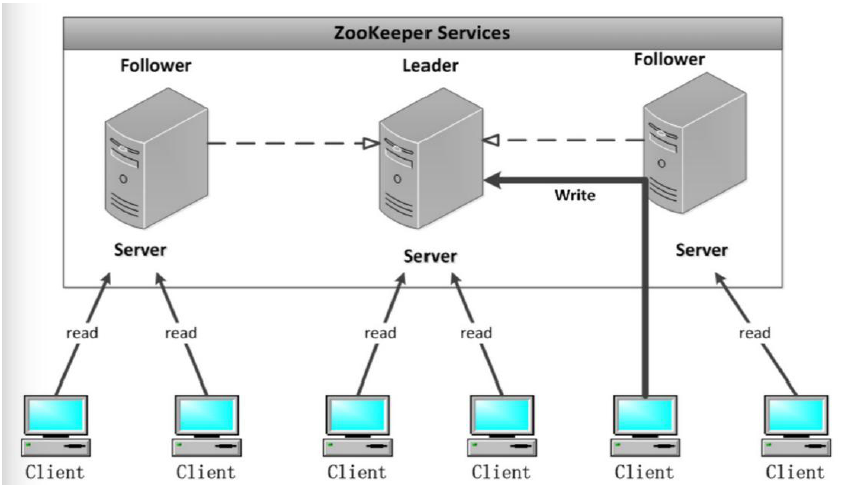 ZooKeeper Services
Follower
Leader
Follower
Write
Server
Server
Server
read
read
read
read
read
Client
Client
Client
Client
Client
Client